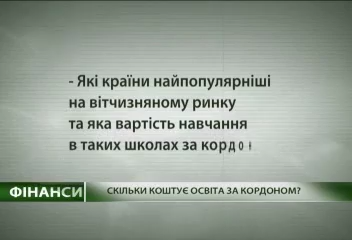 - Які країни найпопулярніші
на вітчизняному ринку
та яка вартість навчання
в таких школах за кордон
ФІНАНСИ
СКІЛЬКИ КОШТУЄ ОСВІТА ЗА КОРДОНОМ?